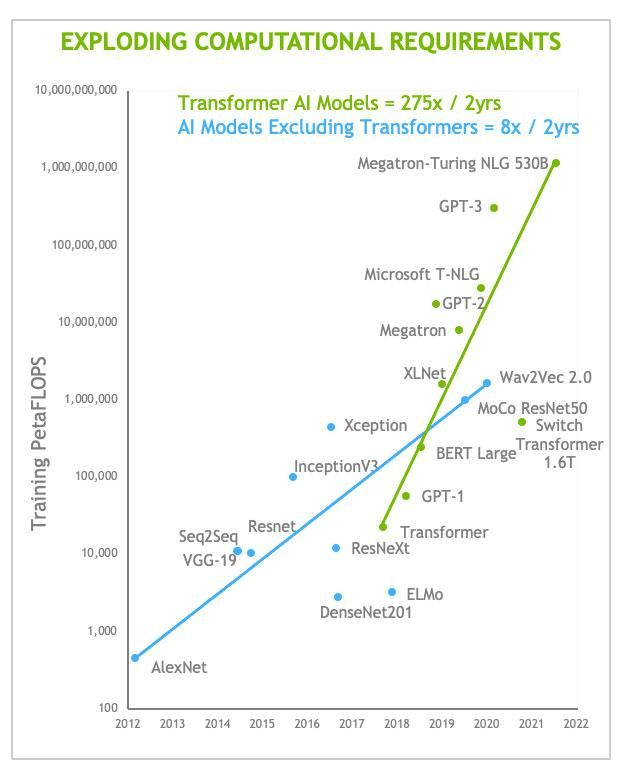 EXPLODING COMPUTATIONAL REQUIREMENTS
Transformer AI Models = 275x / 2yrs
AI Models Excluding Transformers = 8x / 2yrs
10,000,000,000
1,000,000,000
100,000,000
10,000,000
1,000,000
100,000
10,000
1,000
100
Training PetaFLOPS
Megatron-Turing NLG 530B
GPT-3
Microsoft T-NLG
GPT-2
Megatron
XLNet
Wav2Vec 2.0
MoCo ResNet50
Switch
Transformer
1.6T
Xception
BERT Large
InceptionV3
GPT-1
Resnet
Transformer
Seq2Seq
VGG-19
ResNeXt
ELMo
DenseNet201
AlexNet
2012 2013 2014 2015 2016 2017 2018 2019 2020 2021 2022